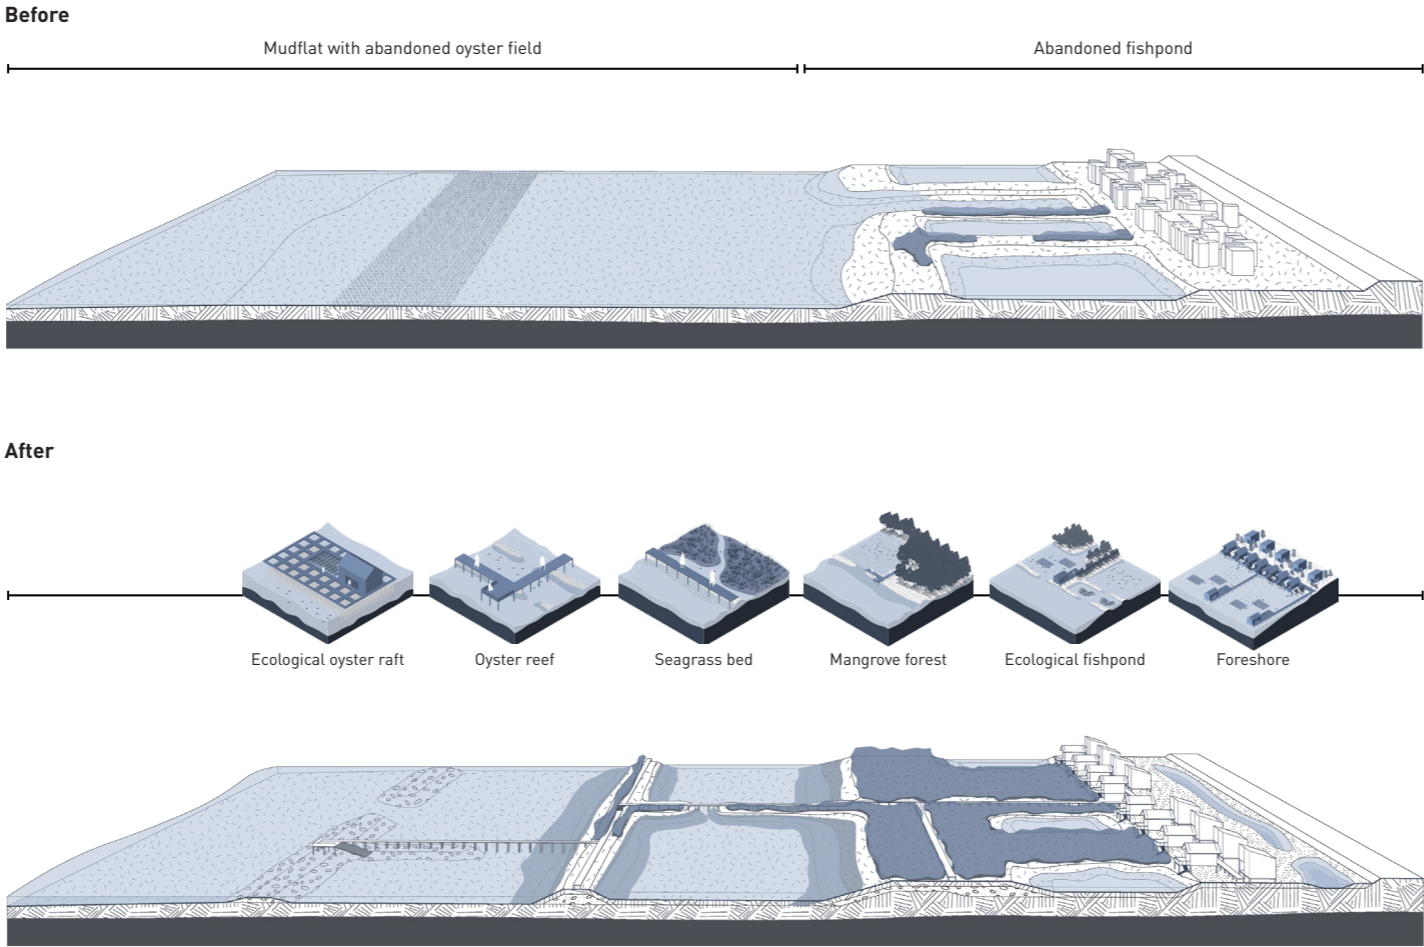 Before
Mudflat with abandoned oyster field
Abandoned fishpond
After
Ecological oyster raft
Oyster reef
Seagrass bed
Mangrove forest
Ecological fishpond
Foreshore